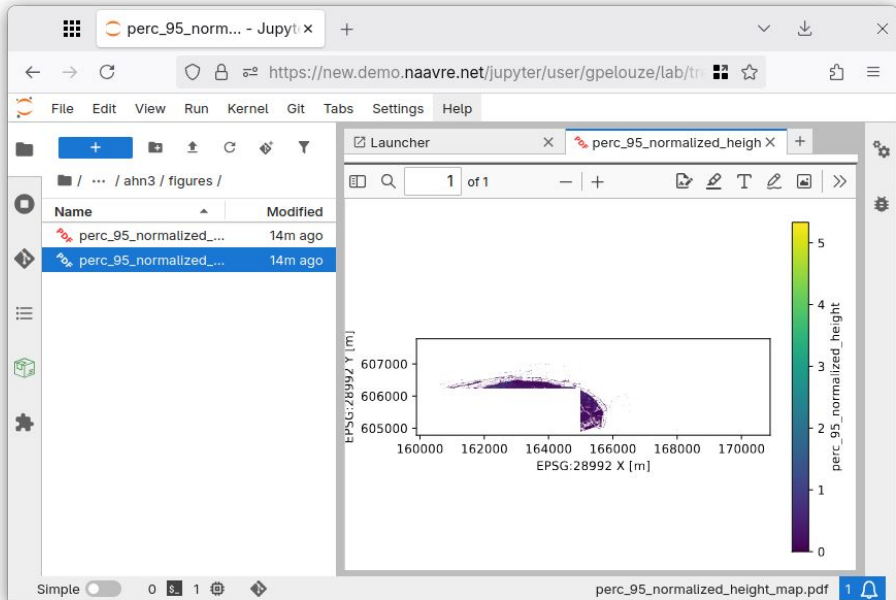 perc_95_norm... - Jupyt
https://new.demo.naavre.net/jupyter/user/gpelouze/lab/tr
File Edit View Run Kernel Git Tabs Settings Help
/ ··· / ahn3 / figures /
Name Modified
perc_95_normalized_... 14m ago
perc_95_normalized_... 14m ago
Launcher perc_95_normalized_heigh
1 of 1
5
4
3
2
1
0
perc_95_normalized_height
EPSG:28992 Y [m]
607000
606000
605000
160000 162000 164000 166000 168000 170000
EPSG:28992 X [m]
Simple 0 $_ 1 perc_95_normalized_height_map.pdf 1